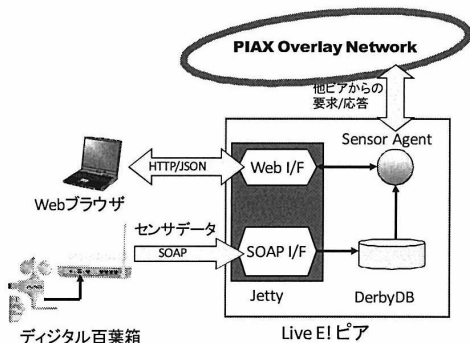 PIAX Overlay Network
他ピアからの
要求/応答
Sensor Agent
HTTP/JSON
Web I/F
Webブラウザ
センサデータ
SOAP
SOAP I/F
Jetty
DerbyDB
ディジタル百葉箱
Live E! ピア